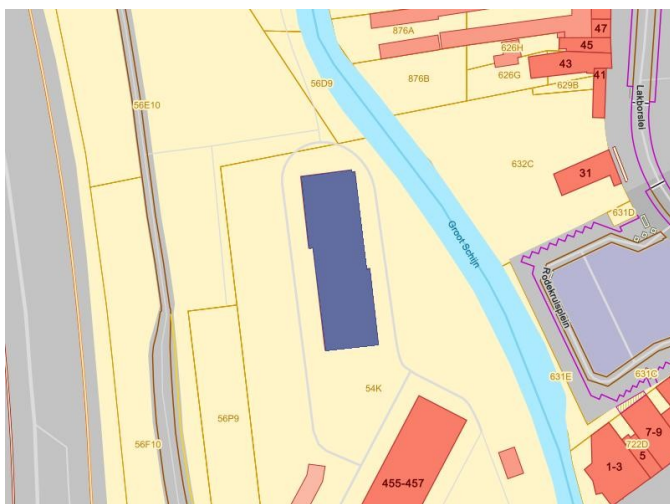 876A
47
45
626H
43
56D9
876B
626G
41
629B
56E10
Lakborslei
632C
31
631D
Groot Schijn
Rodekruisplein
54K
631E
631C
56P9
56F10
7-9
722D
5
1-3
455-457